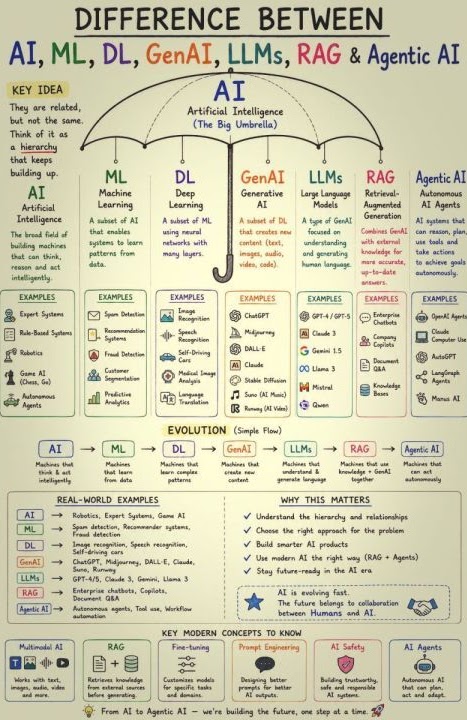 DIFFERENCE BETWEEN
AI, ML, DL, GenAI, LLMs, RAG & Agentic AI
KEY IDEA
They are related,
but not the same.
Think of it as
a hierarchy
that keeps
building up.
AI
Artificial Intelligence
(The Big Umbrella)
AI
Artificial
Intelligence
The broad field of
building machines
that can think,
reason and act
intelligently.
ML
Machine
Learning
A subset of AI
that enables
systems to learn
patterns from
data.
DL
Deep
Learning
A subset of ML
using neural
networks with
many layers.
GenAI
Generative
AI
A subset of DL
that creates new
content (text,
images, audio,
video, code).
LLMs
Large Language
Models
A type of GenAI
focused on
understanding
and generating
human language.
RAG
Retrieval-
Augmented
Generation
Combines GenAI
with external
knowledge for
more accurate,
up-to-date
answers.
Agentic AI
Autonomous
AI Agents
AI systems that
can reason, plan,
use tools and
take actions
to achieve goals
autonomously.
EXAMPLES
Expert Systems
Rule-Based Systems
Robotics
Game AI
(Chess, Go)
Autonomous
Agents
EXAMPLES
Spam Detection
Recommendation
Systems
Fraud Detection
Customer
Segmentation
Predictive
Analytics
EXAMPLES
Image
Recognition
Speech
Recognition
Self-Driving
Cars
Medical Image
Analysis
Language
Translation
EXAMPLES
ChatGPT
Midjourney
DALL-E
Claude
Stable Diffusion
Suno (AI Music)
Runway (AI Video)
EXAMPLES
GPT-4 / GPT-5
Claude 3
Gemini 1.5
Llama 3
Mistral
Qwen
EXAMPLES
Enterprise
Chatbots
Company
Copilots
Document
Q&A
Knowledge
Bases
EXAMPLES
OpenAI Agents
Claude
Computer Use
AutoGPT
LangGraph
Agents
Manus AI
EVOLUTION (Simple Flow)
AI → ML → DL → GenAI → LLMs → RAG → Agentic AI
Machines that
think & act
intelligently
Machines
that learn
from data
Machines that
learn complex
patterns
Machines that
create new
content
Machines that
understand &
generate language
Machines that use
knowledge + GenAI
together
Machines that
can act
autonomously
REAL-WORLD EXAMPLES
AI → Robotics, Expert Systems, Game AI
ML → Spam detection, Recommender systems,
Fraud detection
DL → Image recognition, Speech recognition,
Self-driving cars
GenAI → ChatGPT, Midjourney, DALL-E, Claude,
Suno, Runway
LLMs → GPT-4/5, Claude 3, Gemini, Llama 3
RAG → Enterprise chatbots, Copilots,
Document Q&A
Agentic AI → Autonomous agents, Tool use, Workflow
automation
WHY THIS MATTERS
✓ Understand the hierarchy and relationships
✓ Choose the right approach for the problem
✓ Build smarter AI products
✓ Use modern AI the right way (RAG + Agents)
✓ Stay future-ready in the AI era
AI is evolving fast.
The future belongs to collaboration
between Humans and AI.
KEY MODERN CONCEPTS TO KNOW
Multimodal AI
T
Works with text,
images, audio, video
and more.
RAG
+
Retrieves knowledge
from external sources
before generating.
Fine-tuning
Customizes models
for specific tasks
and domains.
Prompt Engineering
Designing better
prompts for better
AI outputs.
AI Safety
Building trustworthy,
safe and responsible
AI systems.
AI Agents
Autonomous AI
that can plan,
act and adapt.
From AI to Agentic AI — we're building the future, one step at a time.